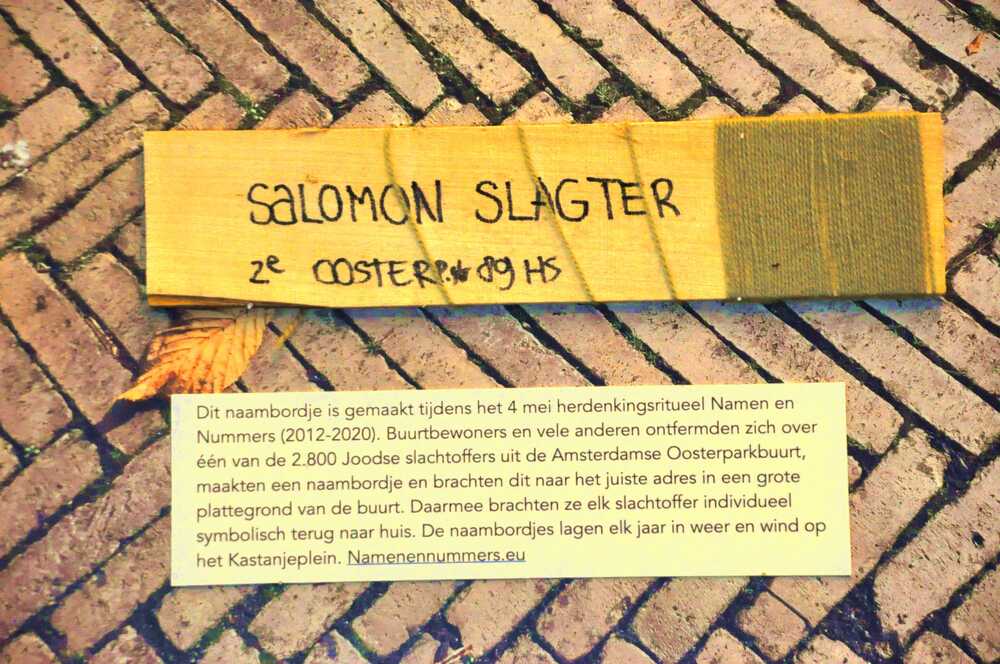 SaLOMON SLAGTER
2e OOSTERP. 89 HS
Dit naambordje is gemaakt tijdens het 4 mei herdenkingsritueel Namen en
Nummers (2012-2020). Buurtbewoners en vele anderen ontfermden zich over
één van de 2.800 Joodse slachtoffers uit de Amsterdamse Oosterparkbuurt,
maakten een naambordje en brachten dit naar het juiste adres in een grote
plattegrond van de buurt. Daarmee brachten ze elk slachtoffer individueel
symbolisch terug naar huis. De naambordjes lagen elk jaar in weer en wind op
het Kastanjeplein. Namenennummers.eu